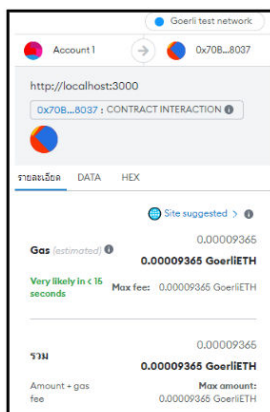 Goerli test network
Account 1 0x70B...8037
http://localhost:3000
0x70B...8037 : CONTRACT INTERACTION
รายละเอียด DATA HEX
Site suggested >
Gas (estimated) 0.00009365
0.00009365 GoerliETH
Very likely in < 15 seconds Max fee: 0.00009365 GoerliETH
รวม 0.00009365
0.00009365 GoerliETH
Amount + gas fee Max amount: 0.00009365 GoerliETH